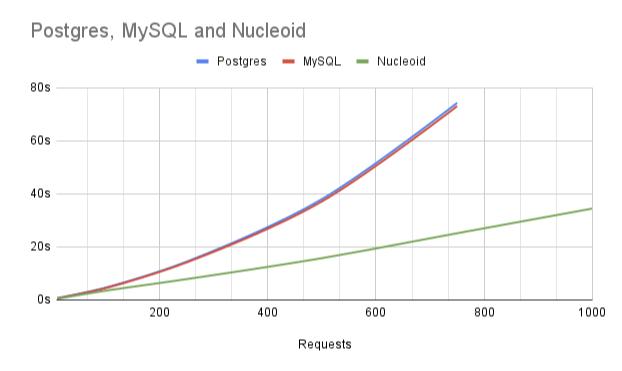 Postgres, MySQL and Nucleoid
Postgres MySQL Nucleoid
80s
60s
40s
20s
0s
200 400 600 800 1000
Requests